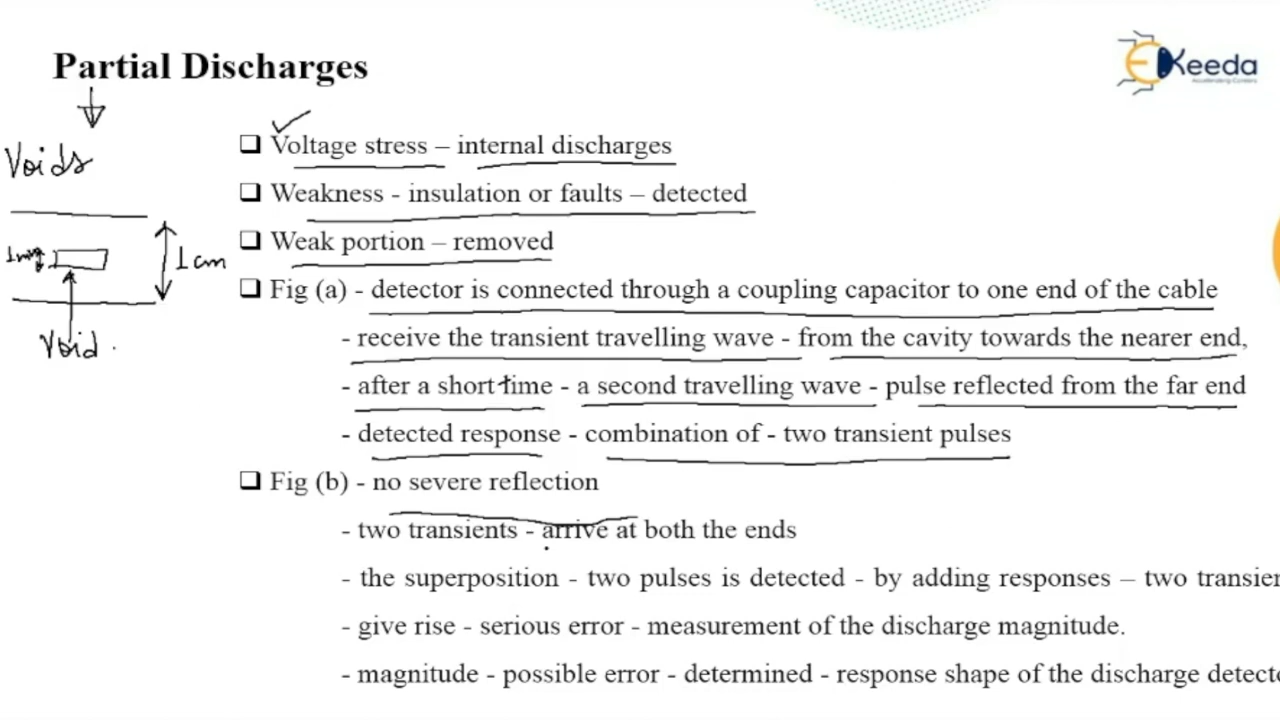 Partial Discharges
EKeeda
Voids
1 cm
Void
❑ Voltage stress – internal discharges
❑ Weakness - insulation or faults – detected
❑ Weak portion – removed
❑ Fig (a) - detector is connected through a coupling capacitor to one end of the cable
- receive the transient travelling wave - from the cavity towards the nearer end,
- after a short time - a second travelling wave - pulse reflected from the far end
- detected response - combination of - two transient pulses
❑ Fig (b) - no severe reflection
- two transients - arrive at both the ends
- the superposition - two pulses is detected - by adding responses – two transien
- give rise - serious error - measurement of the discharge magnitude.
- magnitude - possible error - determined - response shape of the discharge detecto